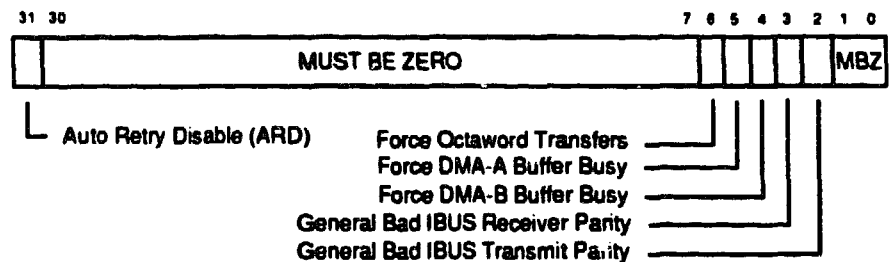 31 30 7 6 5 4 3 2 1 0
MUST BE ZERO MBZ
Auto Retry Disable (ARD)
Force Octaword Transfers
Force DMA-A Buffer Busy
Force DMA-B Buffer Busy
General Bad IBUS Receiver Parity
General Bad IBUS Transmit Parity